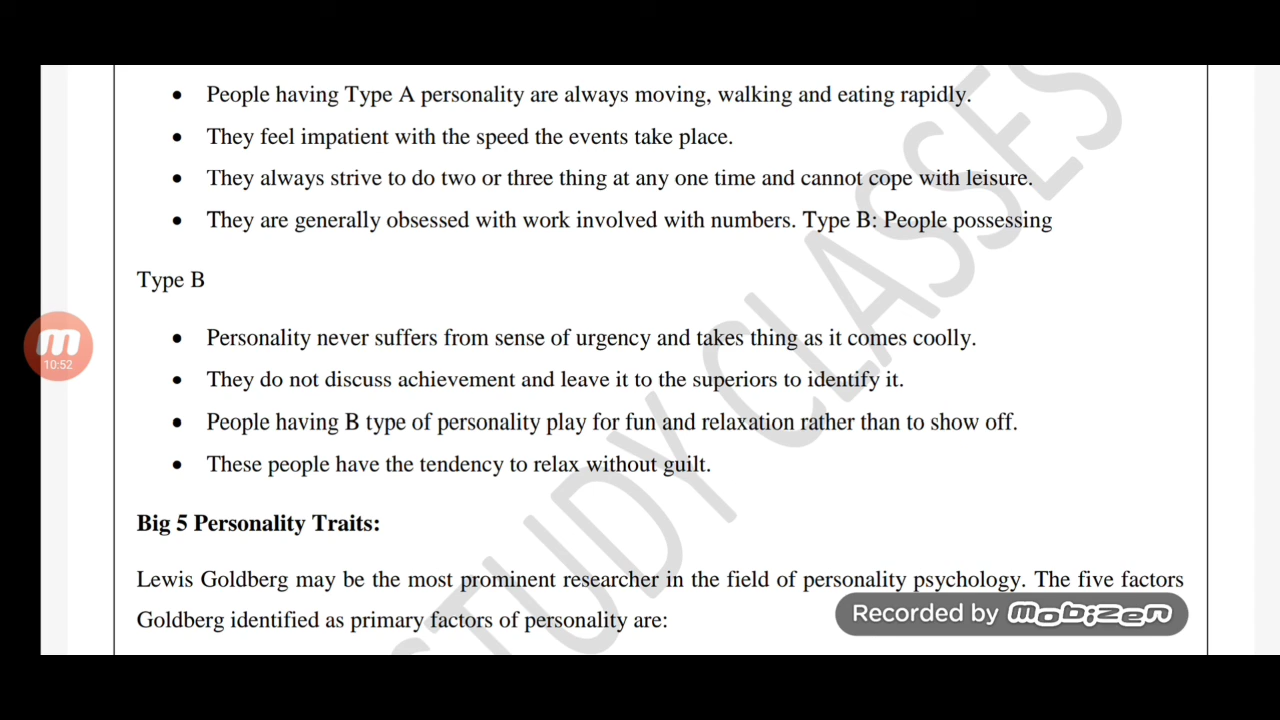 People having Type A personality are always moving, walking and eating rapidly.
They feel impatient with the speed the events take place.
They always strive to do two or three thing at any one time and cannot cope with leisure.
They are generally obsessed with work involved with numbers. Type B: People possessing
Type B
Personality never suffers from sense of urgency and takes thing as it comes coolly.
They do not discuss achievement and leave it to the superiors to identify it.
People having B type of personality play for fun and relaxation rather than to show off.
These people have the tendency to relax without guilt.
Big 5 Personality Traits:
Lewis Goldberg may be the most prominent researcher in the field of personality psychology. The five factors
Goldberg identified as primary factors of personality are:
STUDY CLASSES
m
10:52
Recorded by mobizen